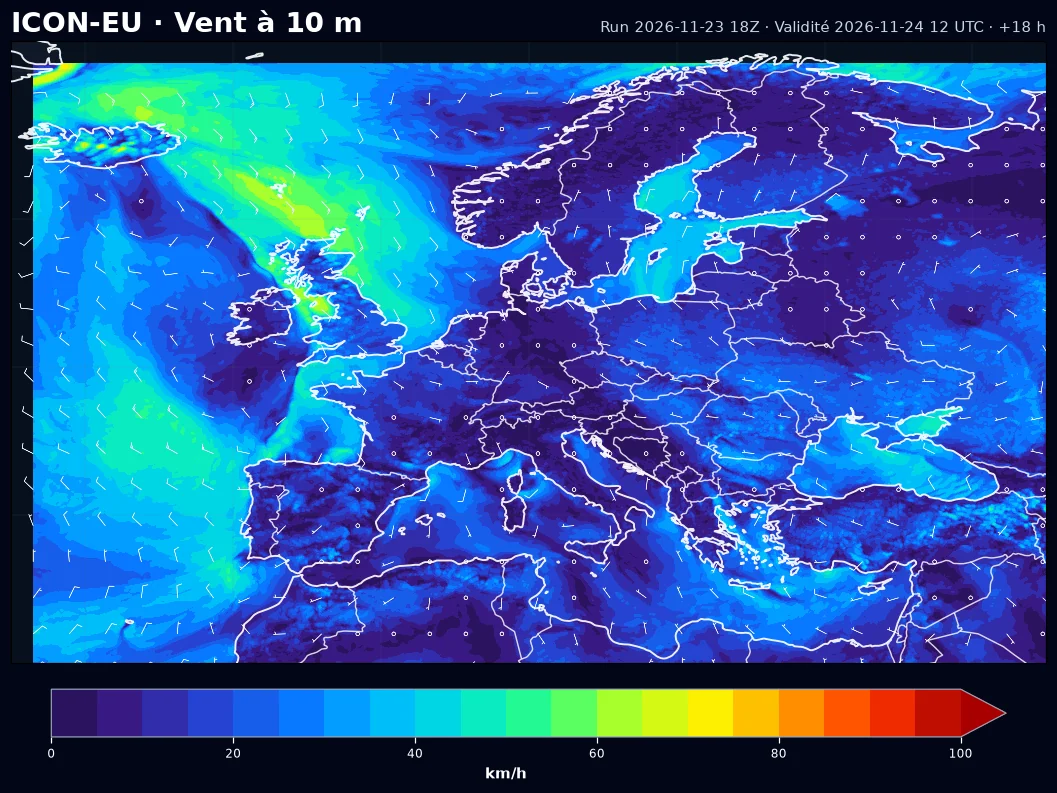 ICON-EU · Vent à 10 m
Run 2026-11-23 18Z · Validité 2026-11-24 12 UTC · +18 h
0 20 40 60 80 100
km/h